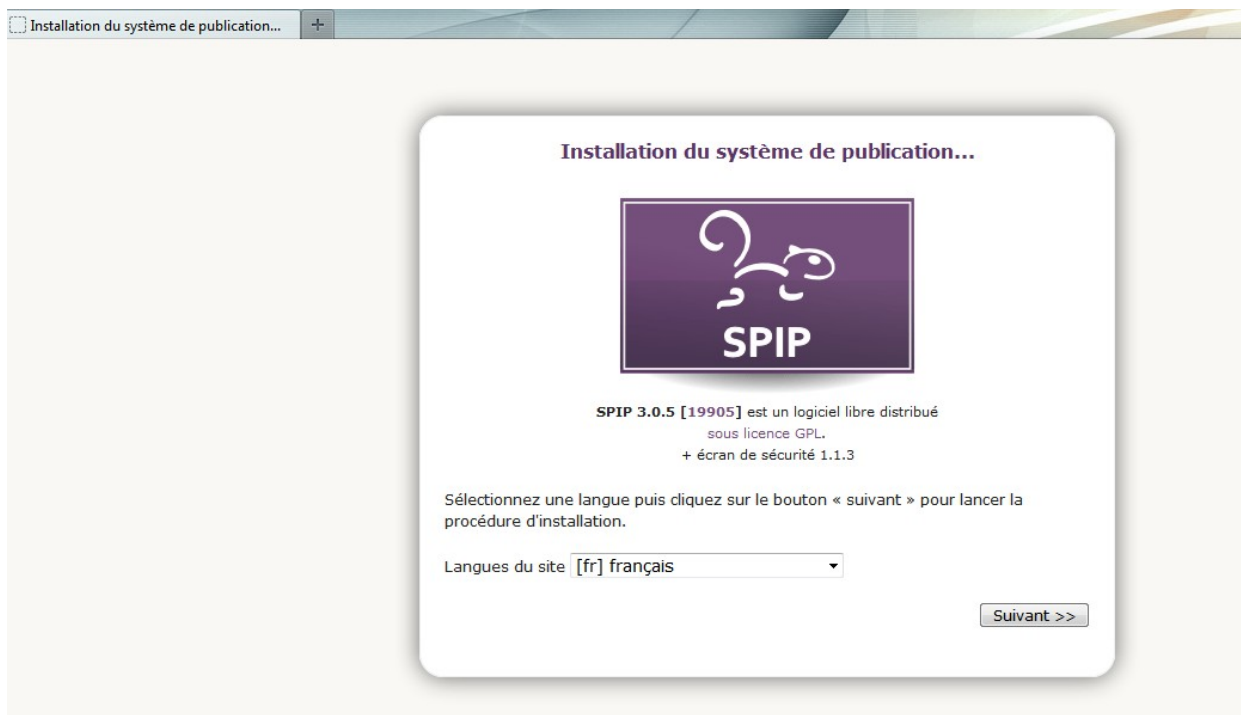 Installation du système de publication...
+
Installation du système de publication...
SPIP
SPIP 3.0.5 [19905] est un logiciel libre distribué
sous licence GPL.
+ écran de sécurité 1.1.3
Sélectionnez une langue puis cliquez sur le bouton « suivant » pour lancer la
procédure d'installation.
Langues du site [fr] français
Suivant >>